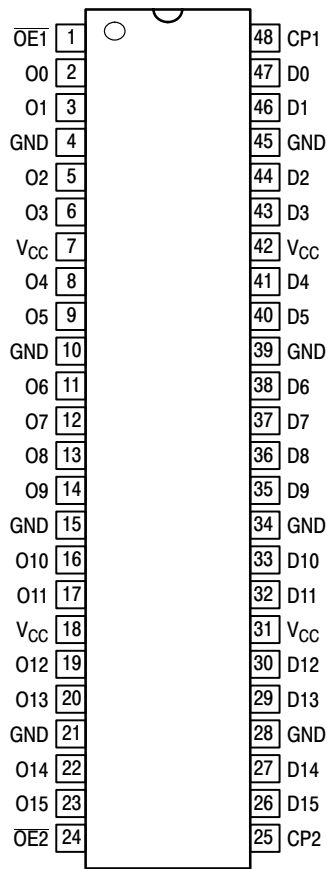 O̅E̅1̅ 1 48 CP1
O0 2 47 D0
O1 3 46 D1
GND 4 45 GND
O2 5 44 D2
O3 6 43 D3
VCC 7 42 VCC
O4 8 41 D4
O5 9 40 D5
GND 10 39 GND
O6 11 38 D6
O7 12 37 D7
O8 13 36 D8
O9 14 35 D9
GND 15 34 GND
O10 16 33 D10
O11 17 32 D11
VCC 18 31 VCC
O12 19 30 D12
O13 20 29 D13
GND 21 28 GND
O14 22 27 D14
O15 23 26 D15
O̅E̅2̅ 24 25 CP2